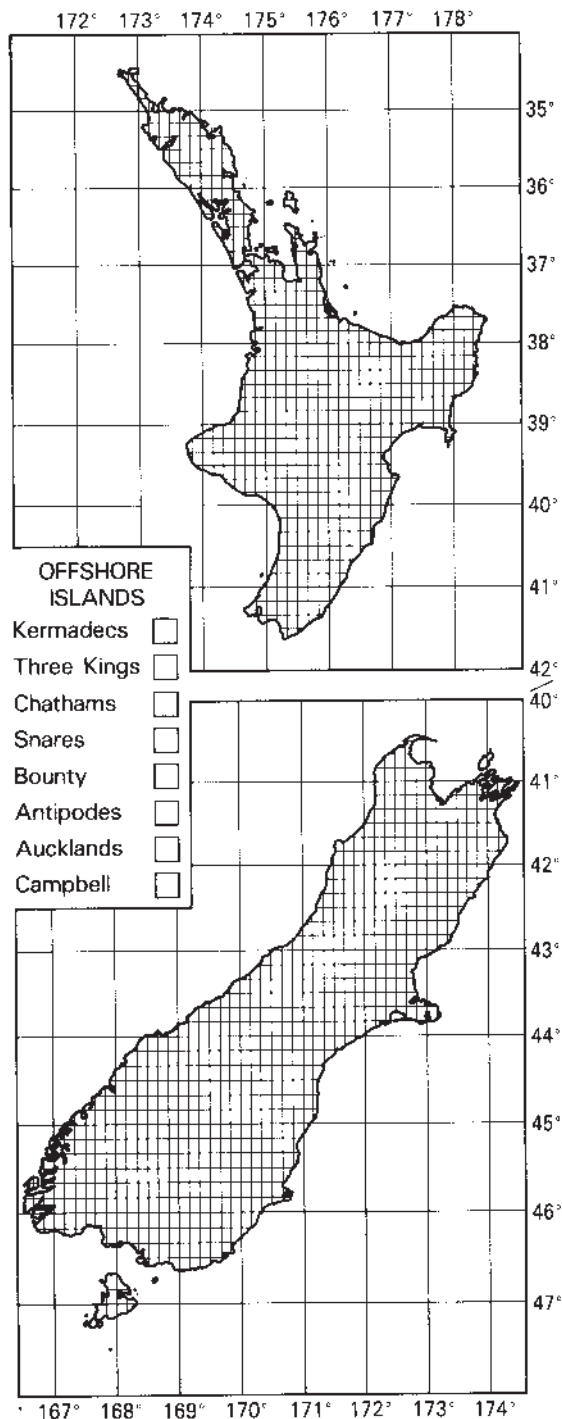 172° 173° 174° 175° 176° 177° 178°
35°
36°
37°
38°
39°
40°
41°
42°
OFFSHORE
ISLANDS
Kermadecs
Three Kings
Chathams
Snares
Bounty
Antipodes
Aucklands
Campbell
40°
41°
42°
43°
44°
45°
46°
47°
167° 168° 169° 170° 171° 172° 173° 174°